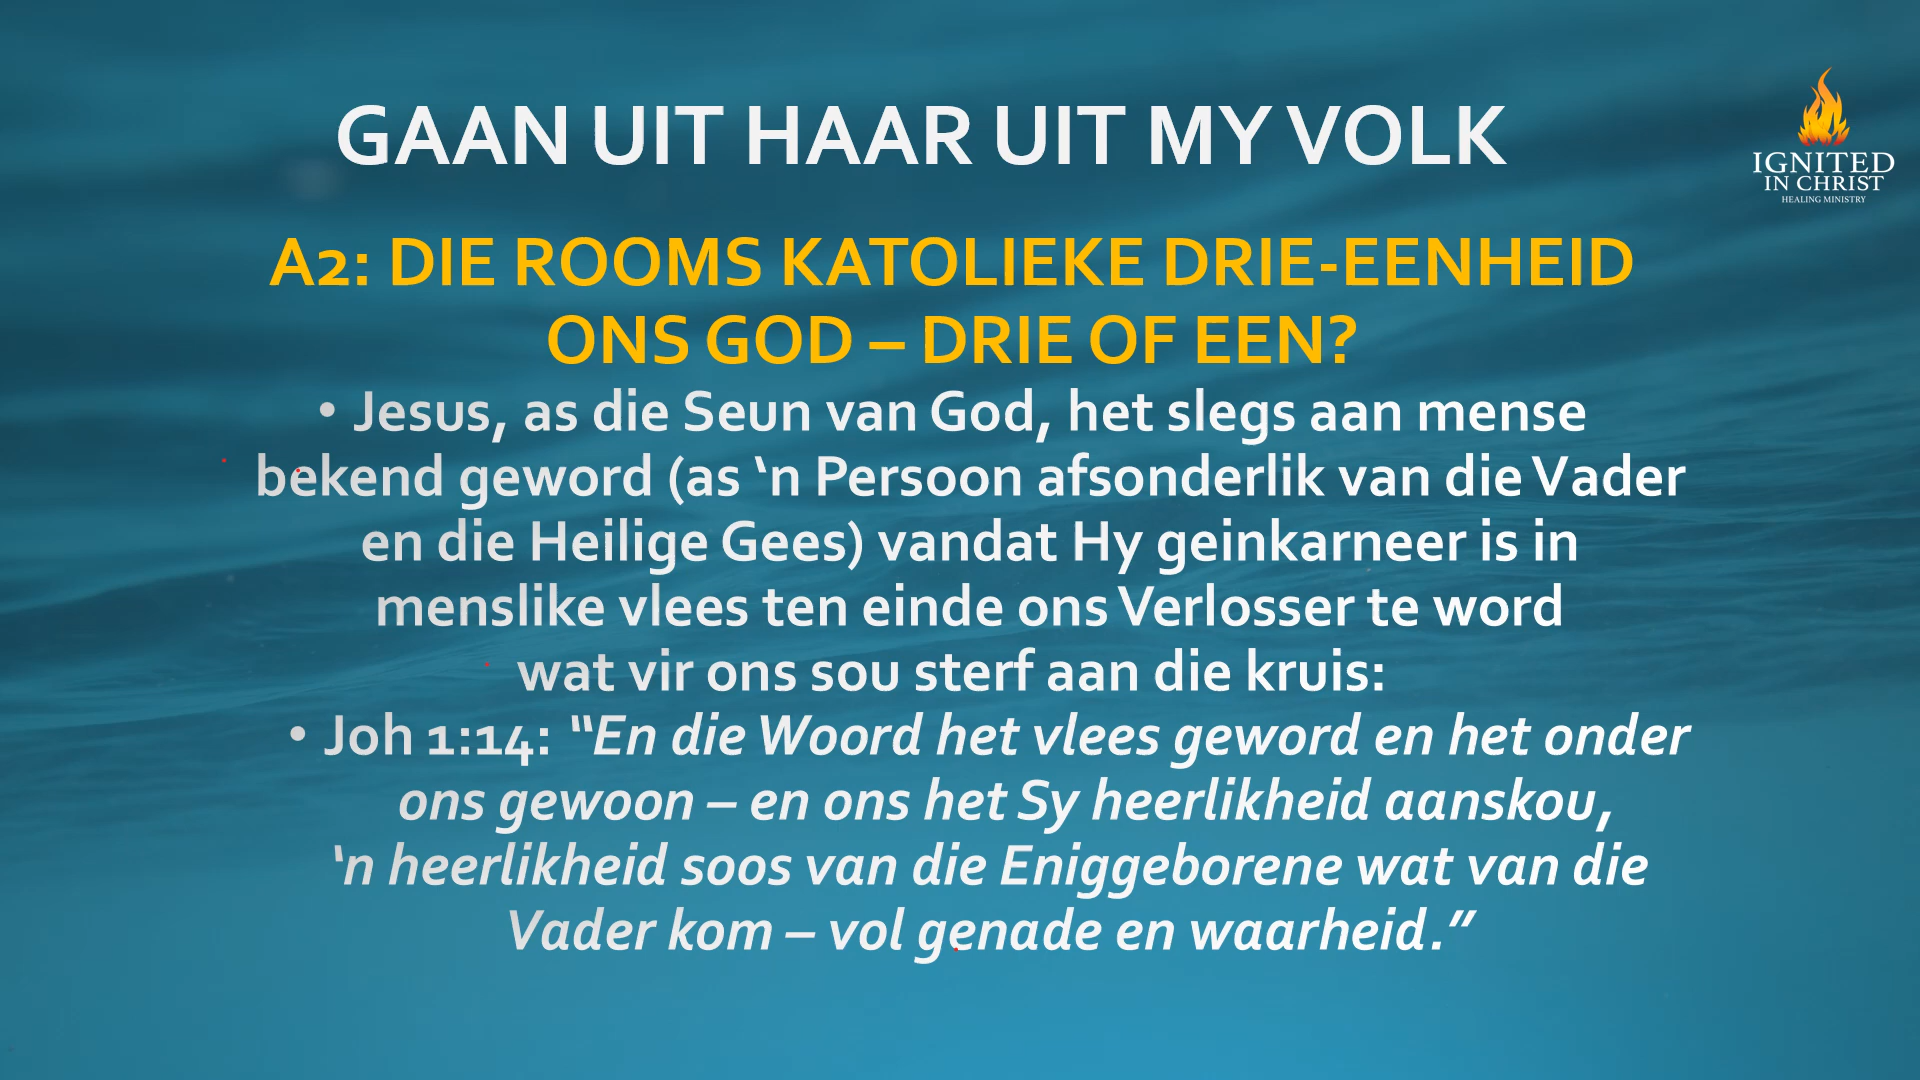 GAAN UIT HAAR UIT MY VOLK
IGNITED
IN CHRIST
HEALING MINISTRY
A2: DIE ROOMS KATOLIEKE DRIE-EENHEID
ONS GOD – DRIE OF EEN?
• Jesus, as die Seun van God, het slegs aan mense
bekend geword (as ‘n Persoon afsonderlik van die Vader
en die Heilige Gees) vandat Hy geinkarneer is in
menslike vlees ten einde ons Verlosser te word
wat vir ons sou sterf aan die kruis:
• Joh 1:14: “En die Woord het vlees geword en het onder
ons gewoon – en ons het Sy heerlikheid aanskou,
‘n heerlikheid soos van die Eniggeborene wat van die
Vader kom – vol genade en waarheid.”